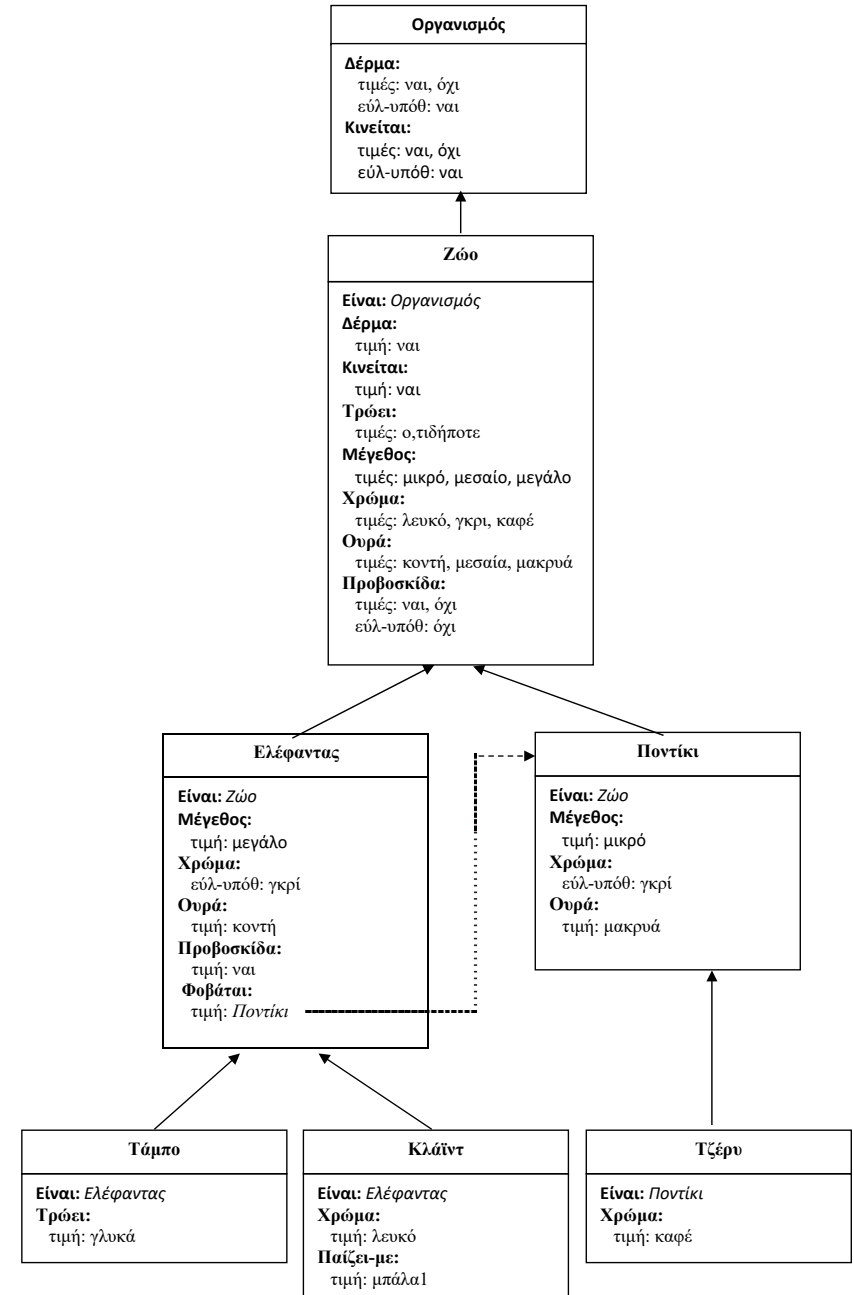 Οργανισμός
Δέρμα:
τιμές: ναι, όχι
εύλ-υπόθ: ναι
Κινείται:
τιμές: ναι, όχι
εύλ-υπόθ: ναι
Ζώο
Είναι: Οργανισμός
Δέρμα:
τιμή: ναι
Κινείται:
τιμή: ναι
Τρώει:
τιμές: ο,τιδήποτε
Μέγεθος:
τιμές: μικρό, μεσαίο, μεγάλο
Χρώμα:
τιμές: λευκό, γκρι, καφέ
Ουρά:
τιμές: κοντή, μεσαία, μακρυά
Προβοσκίδα:
τιμές: ναι, όχι
εύλ-υπόθ: όχι
Ελέφαντας
Είναι: Ζώο
Μέγεθος:
τιμή: μεγάλο
Χρώμα:
εύλ-υπόθ: γκρί
Ουρά:
τιμή: κοντή
Προβοσκίδα:
τιμή: ναι
Φοβάται:
τιμή: Ποντίκι
Ποντίκι
Είναι: Ζώο
Μέγεθος:
τιμή: μικρό
Χρώμα:
εύλ-υπόθ: γκρί
Ουρά:
τιμή: μακρυά
Τάμπο
Είναι: Ελέφαντας
Τρώει:
τιμή: γλυκά
Κλάϊντ
Είναι: Ελέφαντας
Χρώμα:
τιμή: λευκό
Παίζει-με:
τιμή: μπάλα1
Τζέρυ
Είναι: Ποντίκι
Χρώμα:
τιμή: καφέ